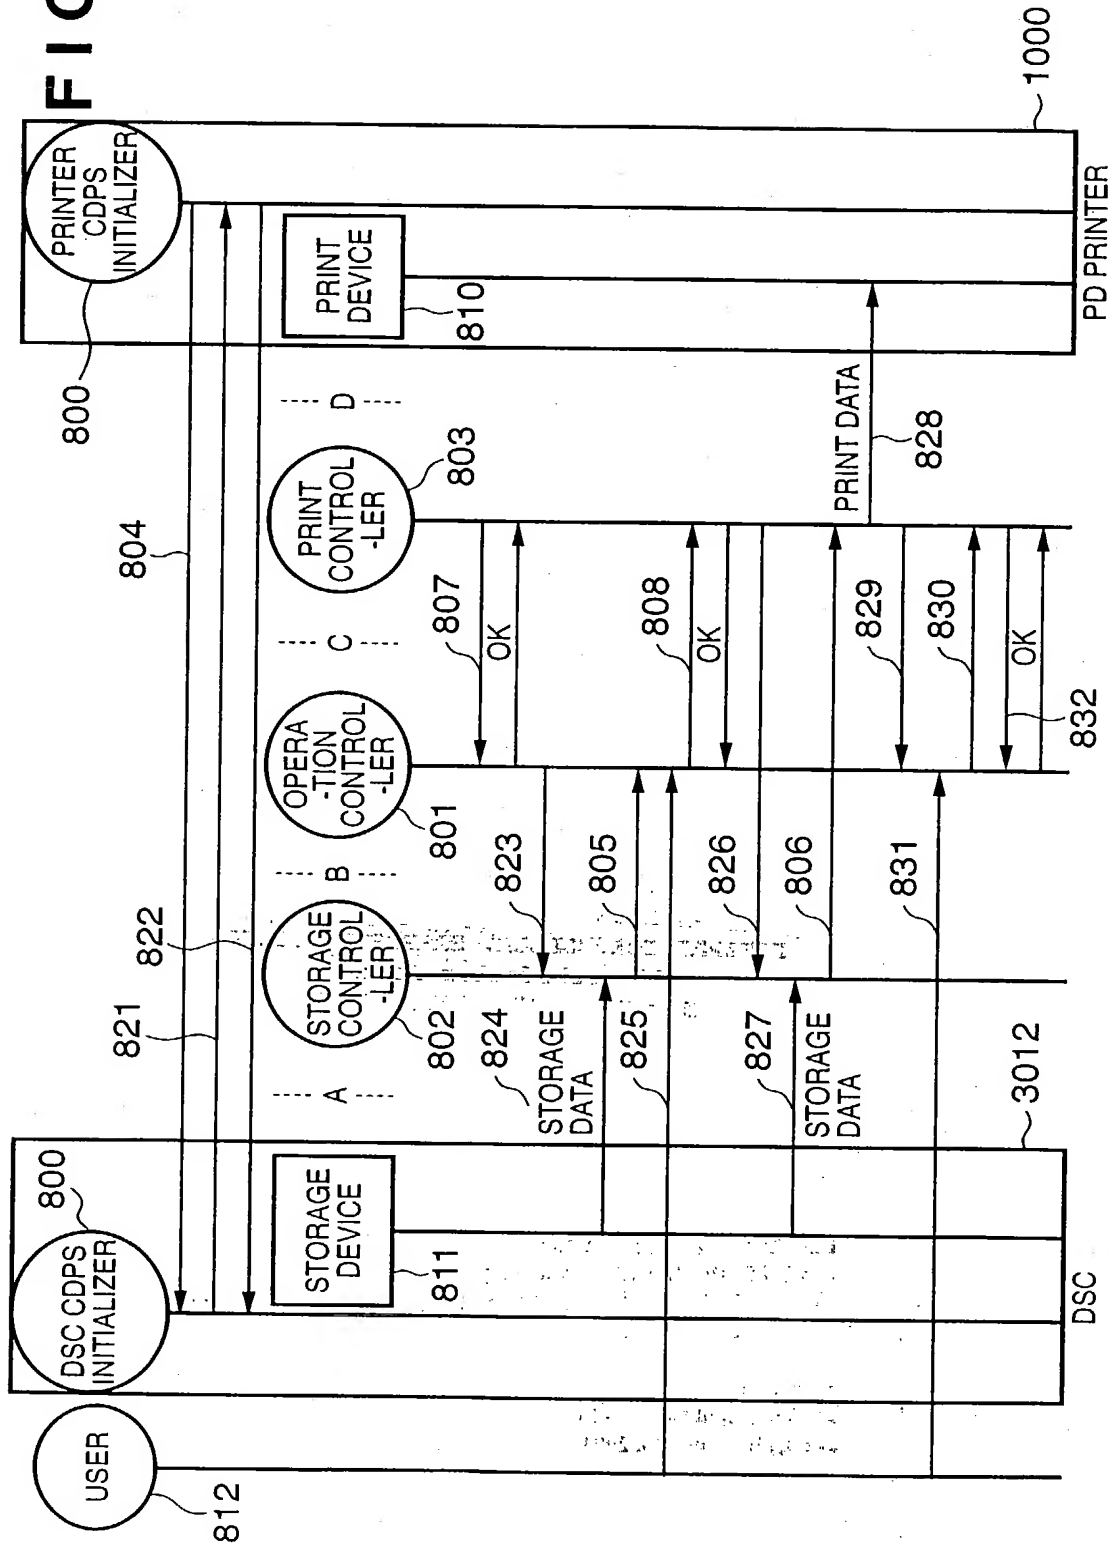 F I G
USER
812
DSC CDPS
INITIALIZER
800
PRINTER
CDPS
INITIALIZER
800
821
822
804
STORAGE
DEVICE
811
A
STORAGE
CONTROL
-LER
802
B
OPERA
-TION
CONTROL
-LER
801
C
PRINT
CONTROL
-LER
803
D
PRINT
DEVICE
810
807
OK
823
824
STORAGE
DATA
805
825
808
OK
826
827
STORAGE
DATA
806
PRINT DATA
828
829
831
830
OK
832
3012
1000
DSC
PD PRINTER